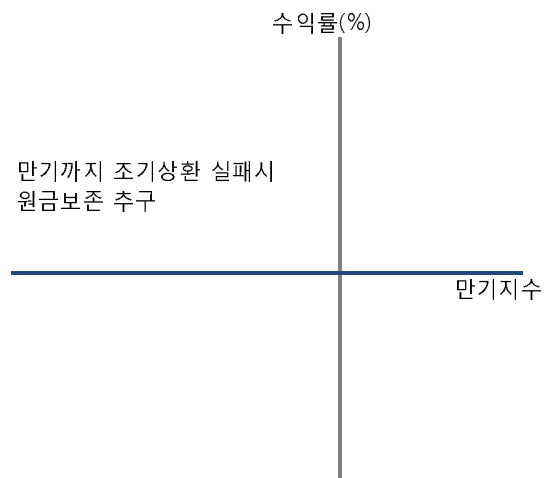 수익률(%)
만기까지 조기상환 실패시
원금보존 추구
만기지수